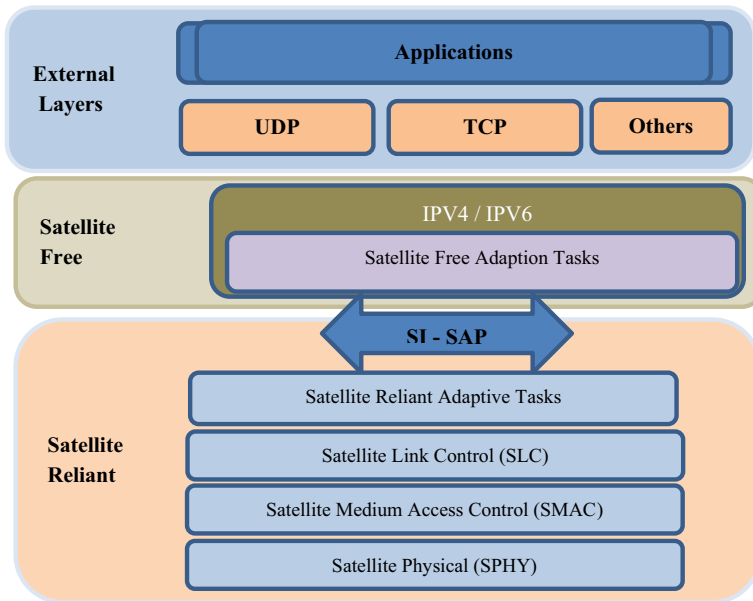 External
Layers
Applications
UDP
TCP
Others
Satellite
Free
IPV4 / IPV6
Satellite Free Adaption Tasks
SI - SAP
Satellite
Reliant
Satellite Reliant Adaptive Tasks
Satellite Link Control (SLC)
Satellite Medium Access Control (SMAC)
Satellite Physical (SPHY)